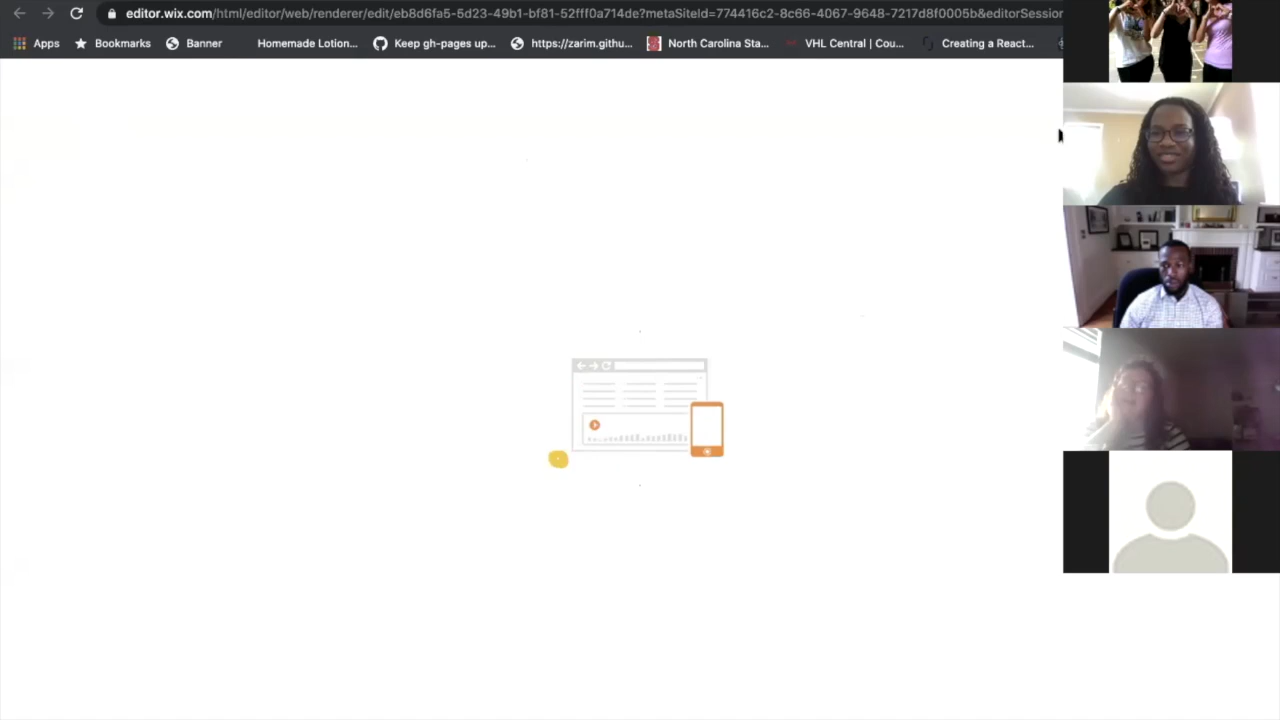 editor.wix.com/html/editor/web/renderer/edit/eb8d6fa5-5d23-49b1-bf81-52fff0a714de?metaSiteId=774416c2-8c66-4067-9648-7217d8f0005b&editorSession
Apps Bookmarks Banner Homemade Lotion... Keep gh-pages up... https://zarim.githu... North Carolina Sta... VHL Central | Cou... Creating a React...